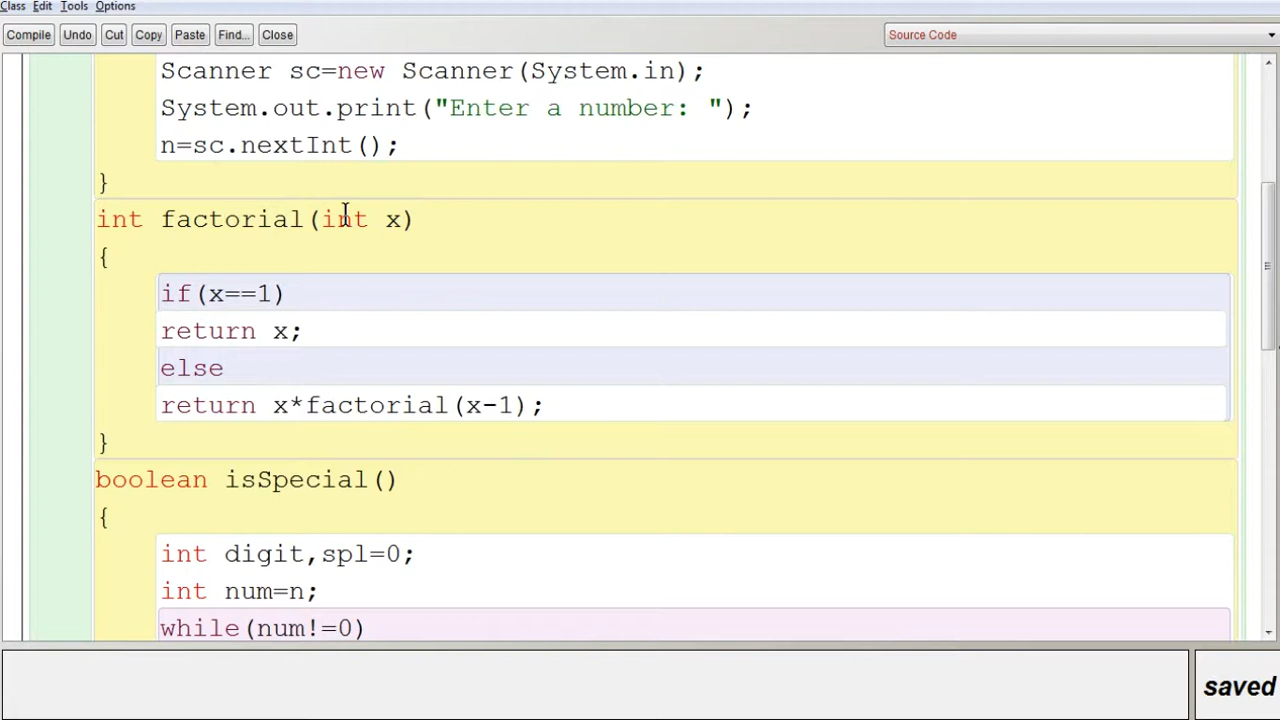 Class Edit Tools Options
Compile Undo Cut Copy Paste Find... Close Source Code
Scanner sc=new Scanner(System.in);
System.out.print("Enter a number: ");
n=sc.nextInt();
}
int factorial(int x)
{
if(x==1)
return x;
else
return x*factorial(x-1);
}
boolean isSpecial()
{
int digit,spl=0;
int num=n;
while(num!=0)
saved